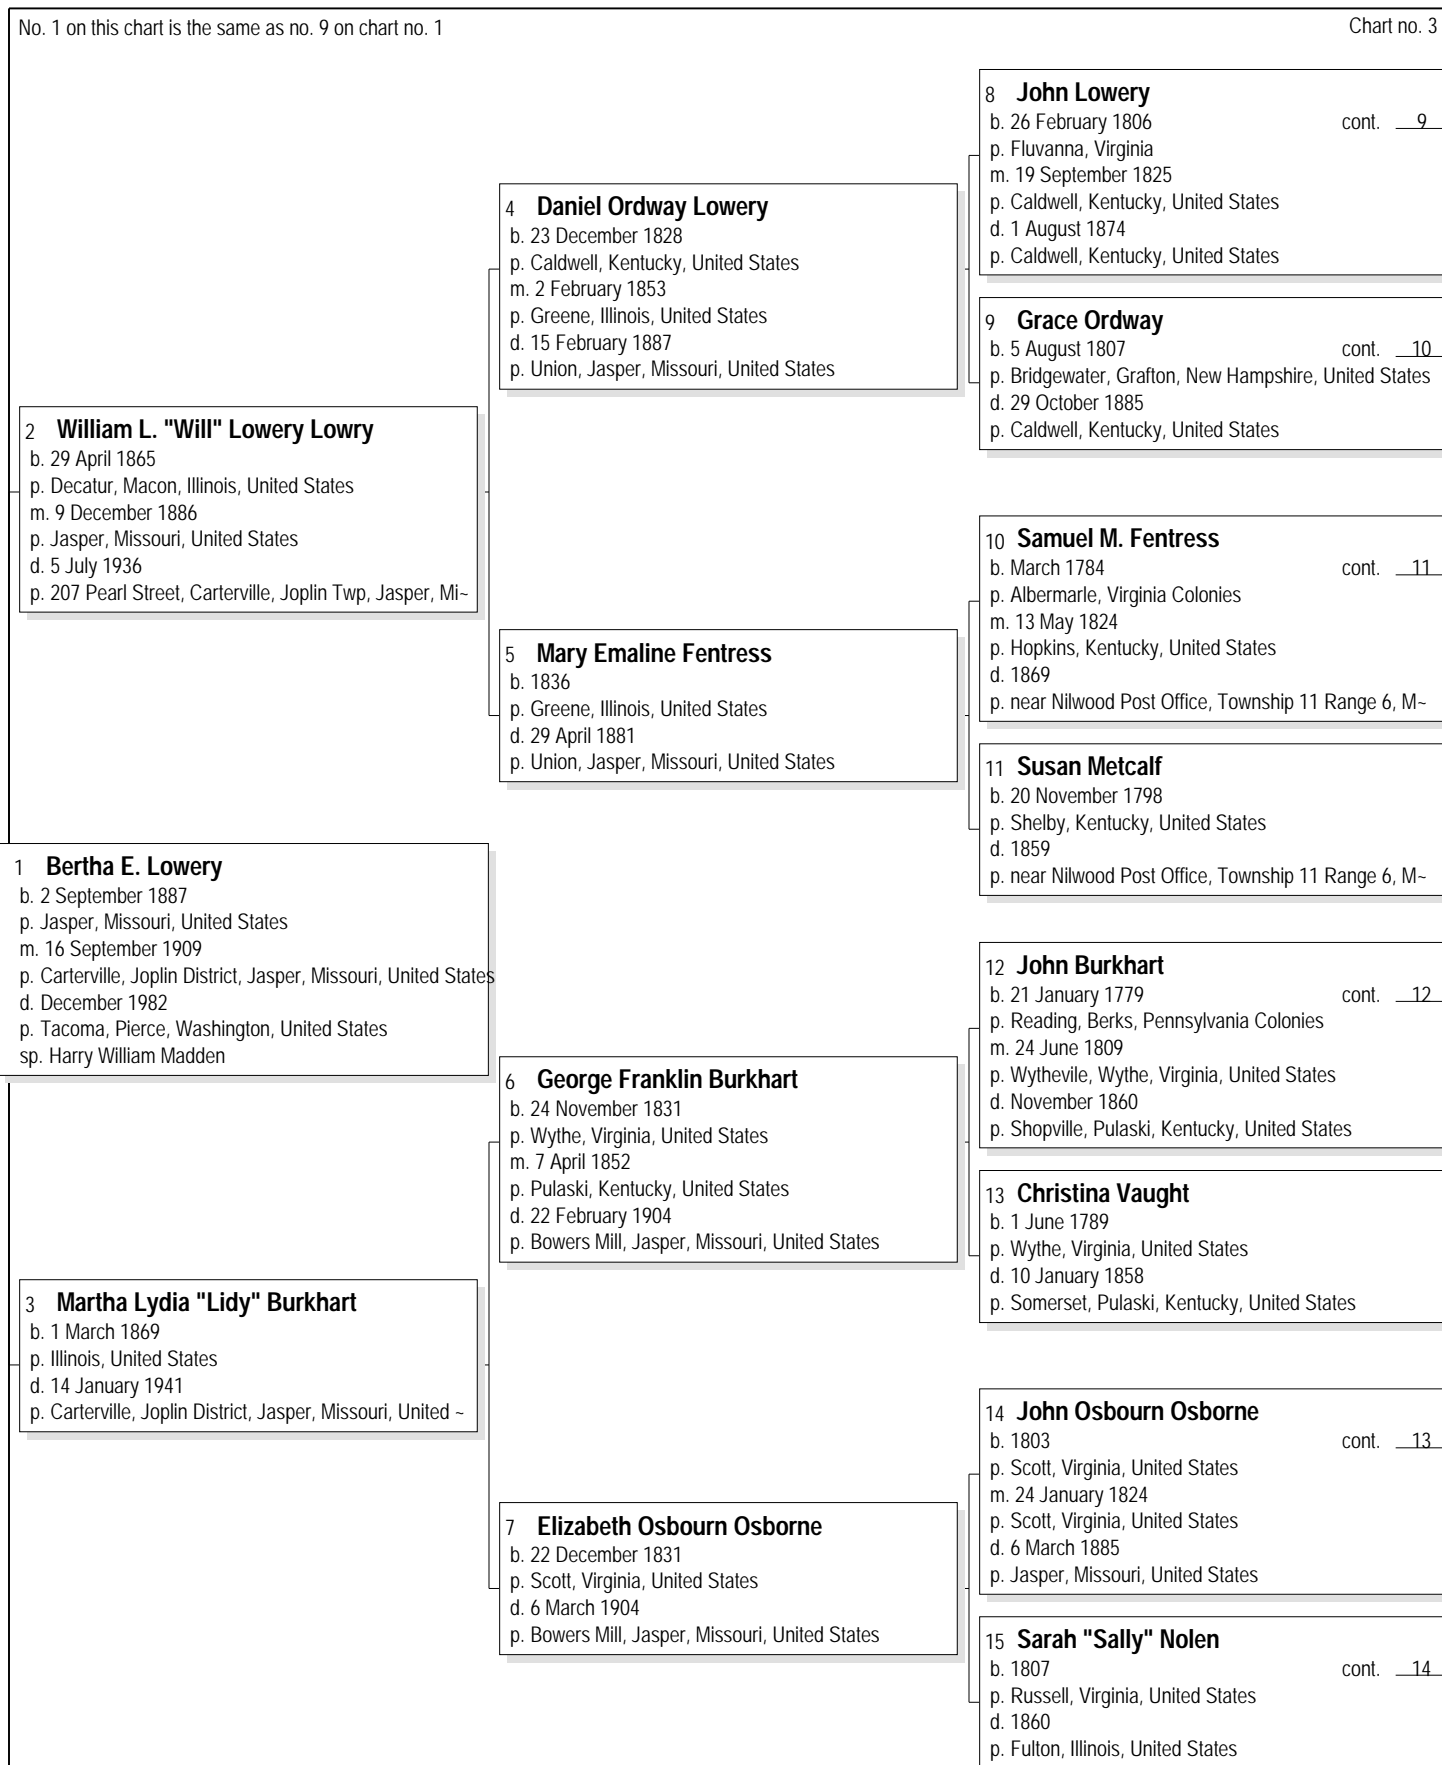 No. 1 on this chart is the same as no. 9 on chart no. 1
Chart no. 3
8 John Lowery
b. 26 February 1806 cont. 9
p. Fluvanna, Virginia
m. 19 September 1825
p. Caldwell, Kentucky, United States
d. 1 August 1874
p. Caldwell, Kentucky, United States
4 Daniel Ordway Lowery
b. 23 December 1828
p. Caldwell, Kentucky, United States
m. 2 February 1853
p. Greene, Illinois, United States
d. 15 February 1887
p. Union, Jasper, Missouri, United States
9 Grace Ordway
b. 5 August 1807 cont. 10
p. Bridgewater, Grafton, New Hampshire, United States
d. 29 October 1885
p. Caldwell, Kentucky, United States
2 William L. "Will" Lowery Lowry
b. 29 April 1865
p. Decatur, Macon, Illinois, United States
m. 9 December 1886
p. Jasper, Missouri, United States
d. 5 July 1936
p. 207 Pearl Street, Carterville, Joplin Twp, Jasper, Mi~
10 Samuel M. Fentress
b. March 1784 cont. 11
p. Albermarle, Virginia Colonies
m. 13 May 1824
p. Hopkins, Kentucky, United States
d. 1869
p. near Nilwood Post Office, Township 11 Range 6, M~
5 Mary Emaline Fentress
b. 1836
p. Greene, Illinois, United States
d. 29 April 1881
p. Union, Jasper, Missouri, United States
11 Susan Metcalf
b. 20 November 1798
p. Shelby, Kentucky, United States
d. 1859
p. near Nilwood Post Office, Township 11 Range 6, M~
1 Bertha E. Lowery
b. 2 September 1887
p. Jasper, Missouri, United States
m. 16 September 1909
p. Carterville, Joplin District, Jasper, Missouri, United States
d. December 1982
p. Tacoma, Pierce, Washington, United States
sp. Harry William Madden
12 John Burkhart
b. 21 January 1779 cont. 12
p. Reading, Berks, Pennsylvania Colonies
m. 24 June 1809
p. Wythevile, Wythe, Virginia, United States
d. November 1860
p. Shopville, Pulaski, Kentucky, United States
6 George Franklin Burkhart
b. 24 November 1831
p. Wythe, Virginia, United States
m. 7 April 1852
p. Pulaski, Kentucky, United States
d. 22 February 1904
p. Bowers Mill, Jasper, Missouri, United States
13 Christina Vaught
b. 1 June 1789
p. Wythe, Virginia, United States
d. 10 January 1858
p. Somerset, Pulaski, Kentucky, United States
3 Martha Lydia "Lidy" Burkhart
b. 1 March 1869
p. Illinois, United States
d. 14 January 1941
p. Carterville, Joplin District, Jasper, Missouri, United ~
14 John Osbourn Osborne
b. 1803 cont. 13
p. Scott, Virginia, United States
m. 24 January 1824
p. Scott, Virginia, United States
d. 6 March 1885
p. Jasper, Missouri, United States
7 Elizabeth Osbourn Osborne
b. 22 December 1831
p. Scott, Virginia, United States
d. 6 March 1904
p. Bowers Mill, Jasper, Missouri, United States
15 Sarah "Sally" Nolen
b. 1807 cont. 14
p. Russell, Virginia, United States
d. 1860
p. Fulton, Illinois, United States